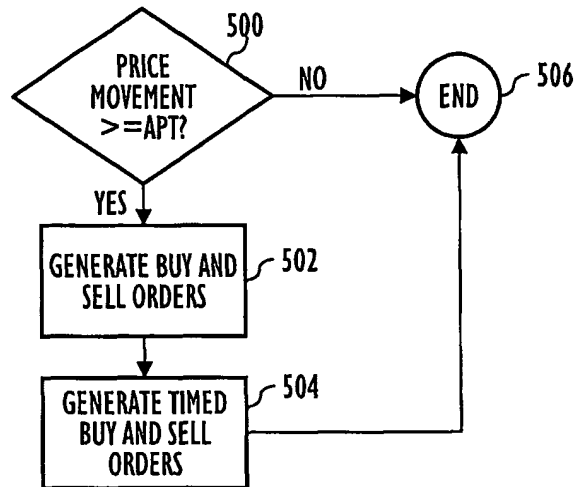 500
PRICE
MOVEMENT
>=APT?
NO
END
506
YES
GENERATE BUY AND
SELL ORDERS
502
GENERATE TIMED
BUY AND SELL
ORDERS
504